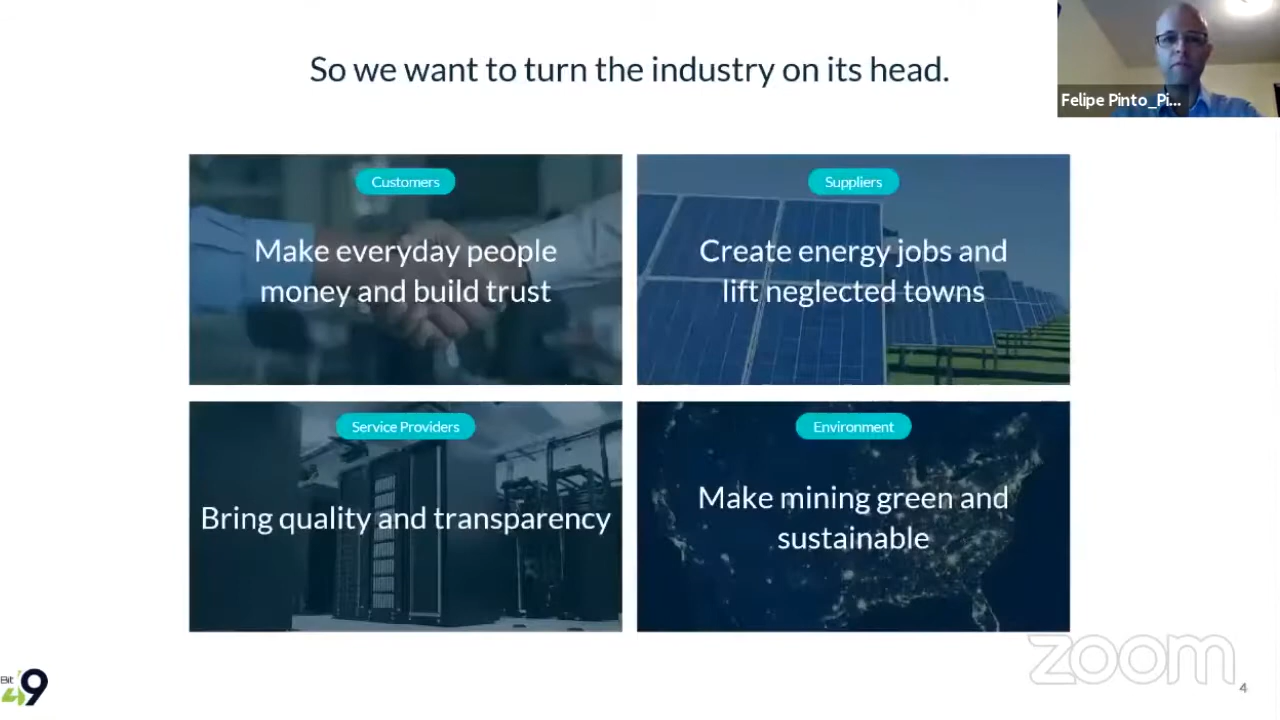 So we want to turn the industry on its head.
Felipe Pinto_Pi...
Customers
Make everyday people
money and build trust
Suppliers
Create energy jobs and
lift neglected towns
Service Providers
Bring quality and transparency
Environment
Make mining green and
sustainable
zoom
Bit
49
4